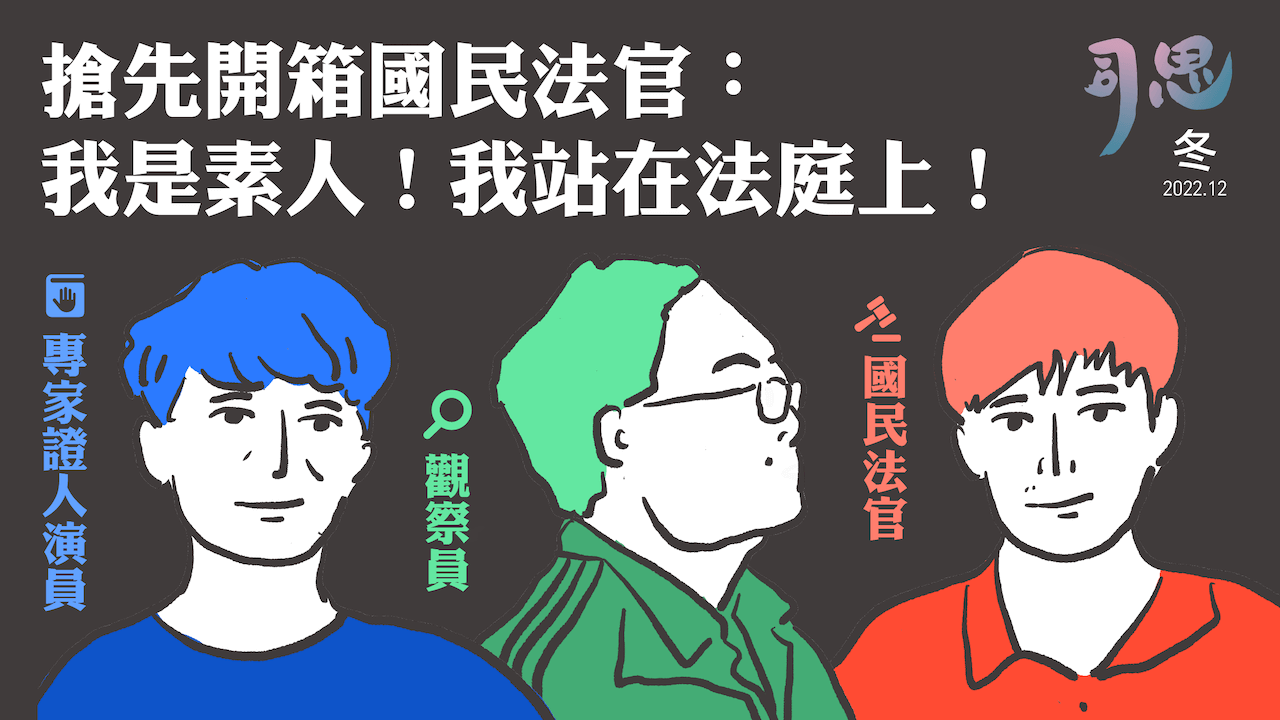 搶先開箱國民法官：
我是素人！我站在法庭上！
司思
冬
2022.12
專家證人演員
觀察員
國民法官